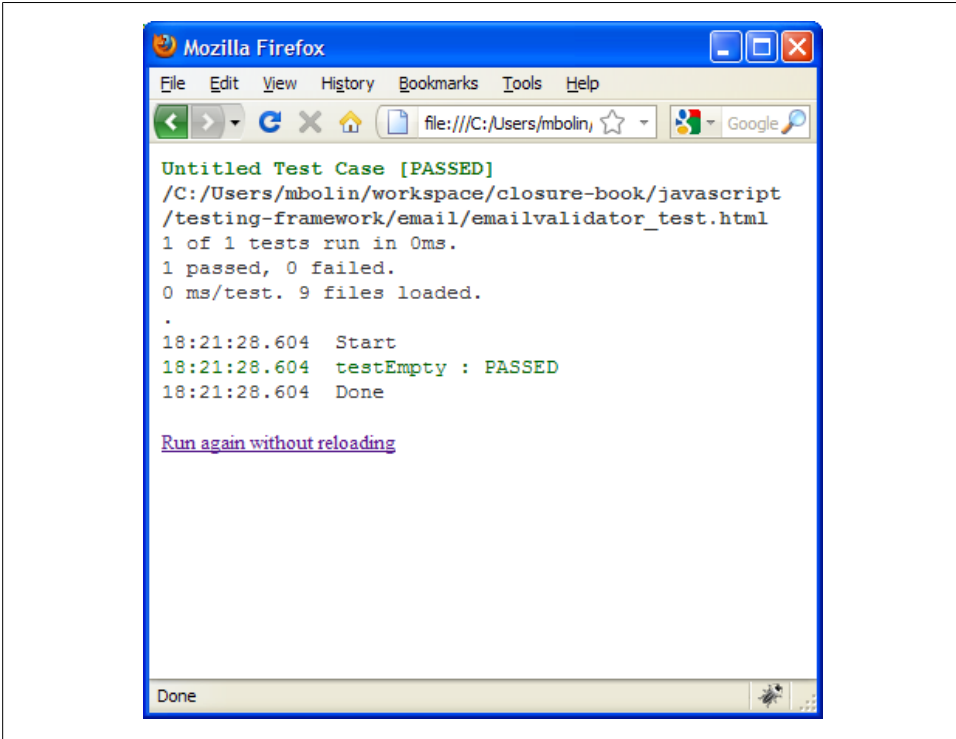 Mozilla Firefox
File Edit View History Bookmarks Tools Help
file:///C:/Users/mbolin, Google
Untitled Test Case [PASSED]
/C:/Users/mbolin/workspace/closure-book/javascript
/testing-framework/email/emailvalidator_test.html
1 of 1 tests run in 0ms.
1 passed, 0 failed.
0 ms/test. 9 files loaded.
.
18:21:28.604 Start
18:21:28.604 testEmpty : PASSED
18:21:28.604 Done
Run again without reloading
Done